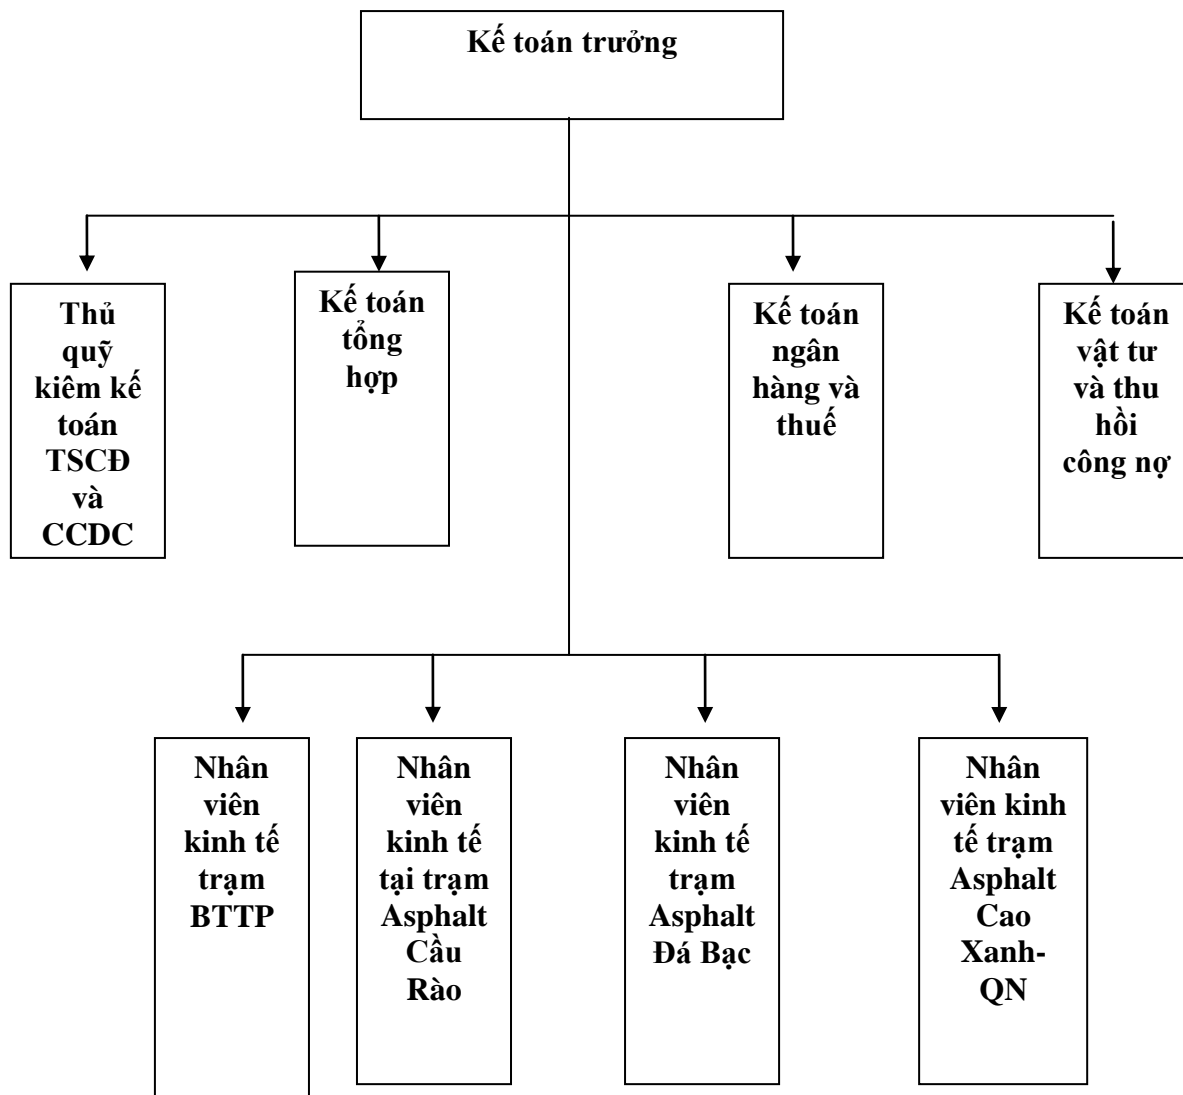 Kế toán trưởng
Thủ
quỹ
kiêm kế
toán
TSCĐ
và
CCDC
Kế toán
tổng
hợp
Kế toán
ngân
hàng và
thuế
Kế toán
vật tư
và thu
hồi
công nợ
Nhân
viên
kinh tế
trạm
BTTP
Nhân
viên
kinh tế
tại trạm
Asphalt
Cầu
Rào
Nhân
viên
kinh tế
trạm
Asphalt
Đá Bạc
Nhân
viên kinh
tế trạm
Asphalt
Cao
Xanh-
QN